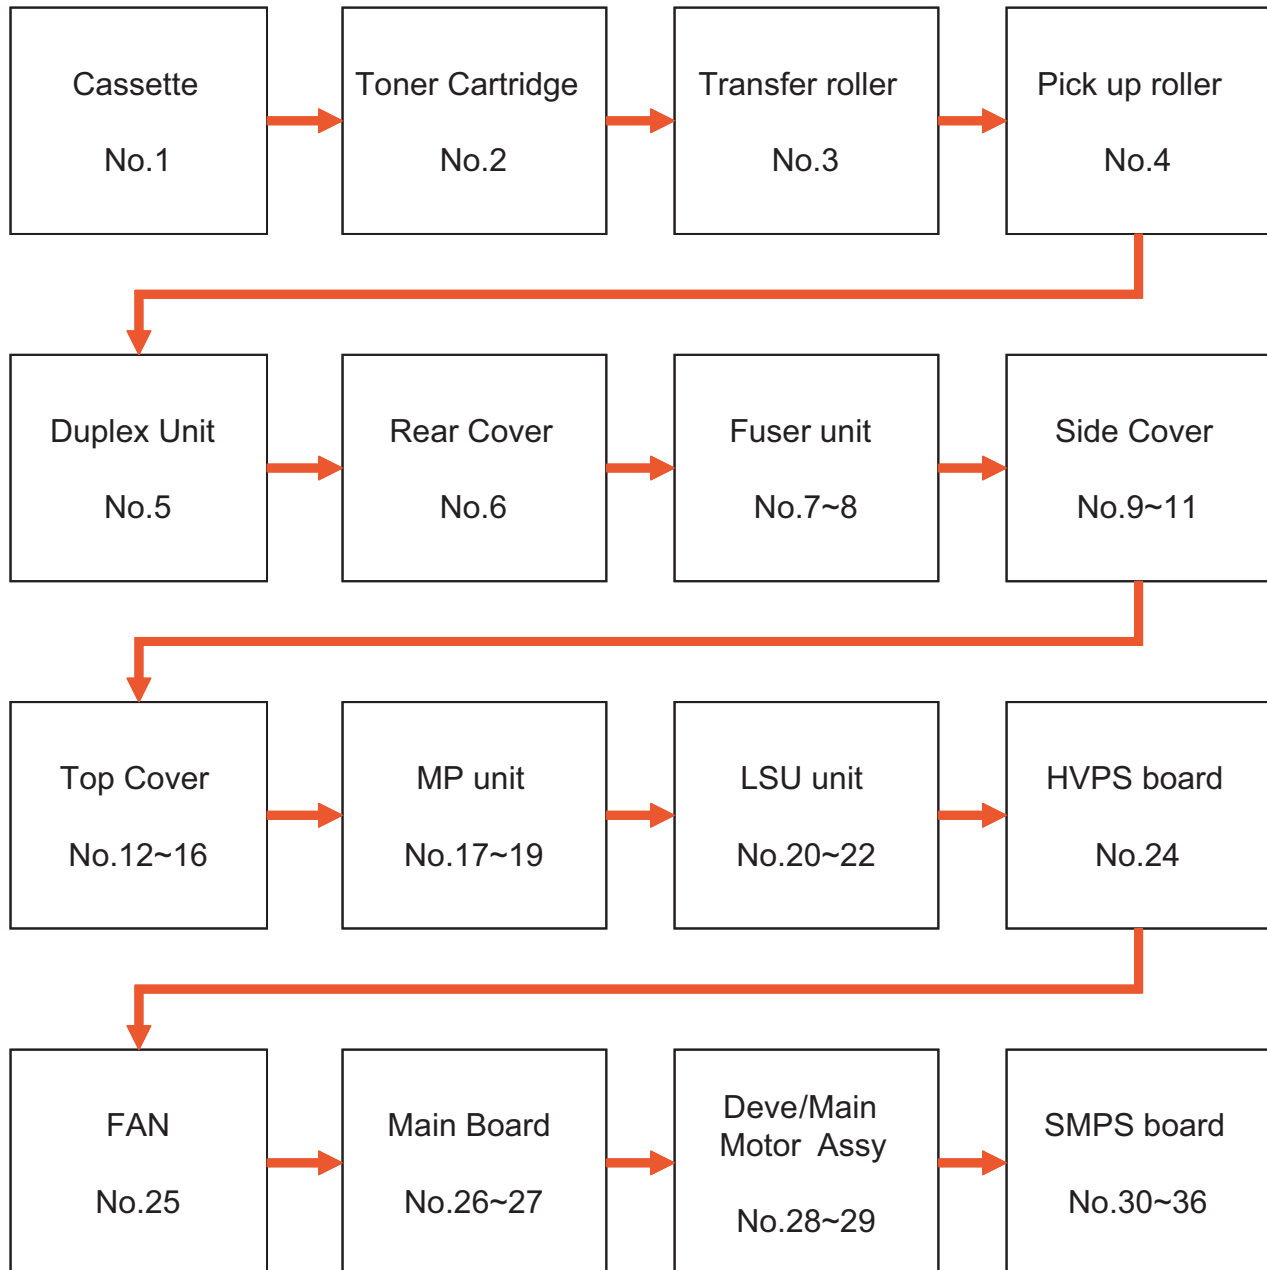 Cassette
No.1
Toner Cartridge
No.2
Transfer roller
No.3
Pick up roller
No.4
Duplex Unit
No.5
Rear Cover
No.6
Fuser unit
No.7~8
Side Cover
No.9~11
Top Cover
No.12~16
MP unit
No.17~19
LSU unit
No.20~22
HVPS board
No.24
FAN
No.25
Main Board
No.26~27
Deve/Main
Motor Assy
No.28~29
SMPS board
No.30~36